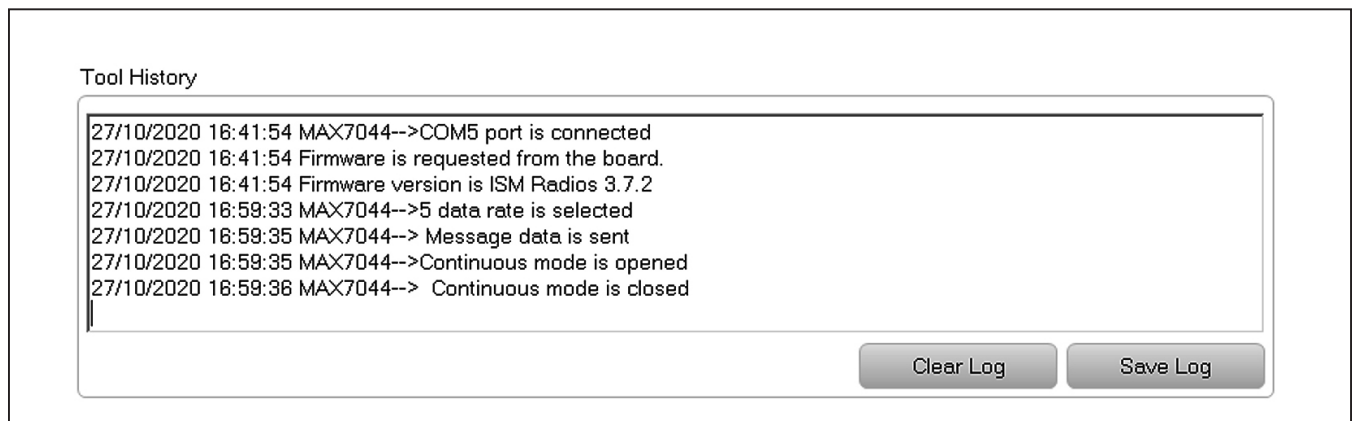 Tool History
27/10/2020 16:41:54 MAX7044-->COM5 port is connected
27/10/2020 16:41:54 Firmware is requested from the board.
27/10/2020 16:41:54 Firmware version is ISM Radios 3.7.2
27/10/2020 16:59:33 MAX7044-->5 data rate is selected
27/10/2020 16:59:35 MAX7044--> Message data is sent
27/10/2020 16:59:35 MAX7044-->Continuous mode is opened
27/10/2020 16:59:36 MAX7044-->  Continuous mode is closed
Clear Log Save Log